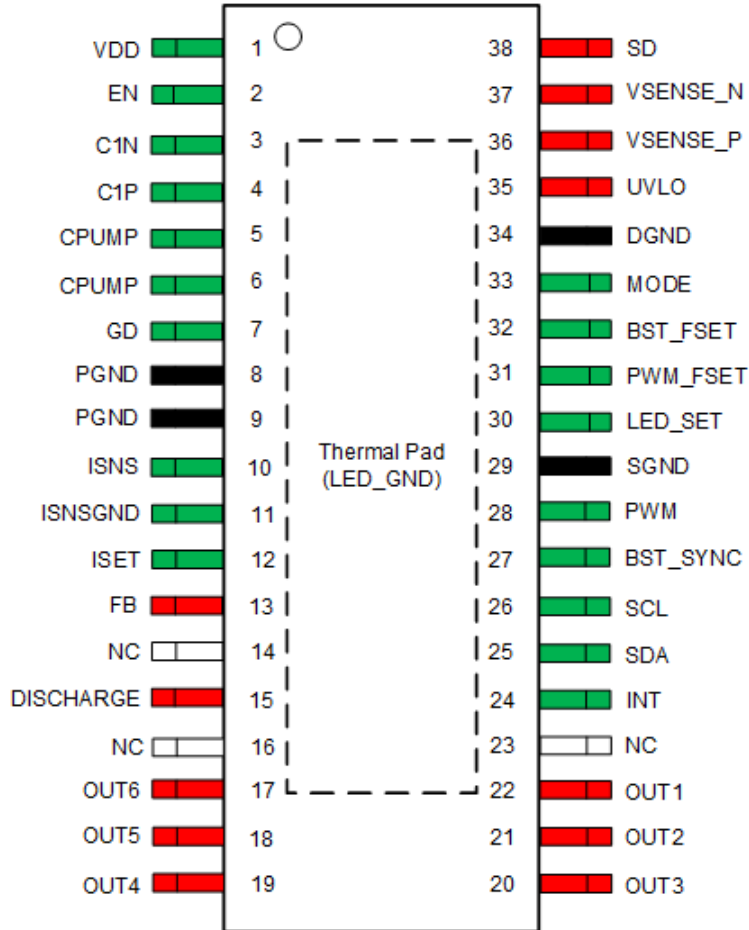 VDD 1 38 SD
EN 2 37 VSENSE_N
C1N 3 36 VSENSE_P
C1P 4 35 UVLO
CPUMP 5 34 DGND
CPUMP 6 33 MODE
GD 7 32 BST_FSET
PGND 8 31 PWM_FSET
PGND 9 30 LED_SET
Thermal Pad
(LED_GND)
ISNS 10 29 SGND
ISNSGND 11 28 PWM
ISET 12 27 BST_SYNC
FB 13 26 SCL
NC 14 25 SDA
DISCHARGE 15 24 INT
NC 16 23 NC
OUT6 17 22 OUT1
OUT5 18 21 OUT2
OUT4 19 20 OUT3